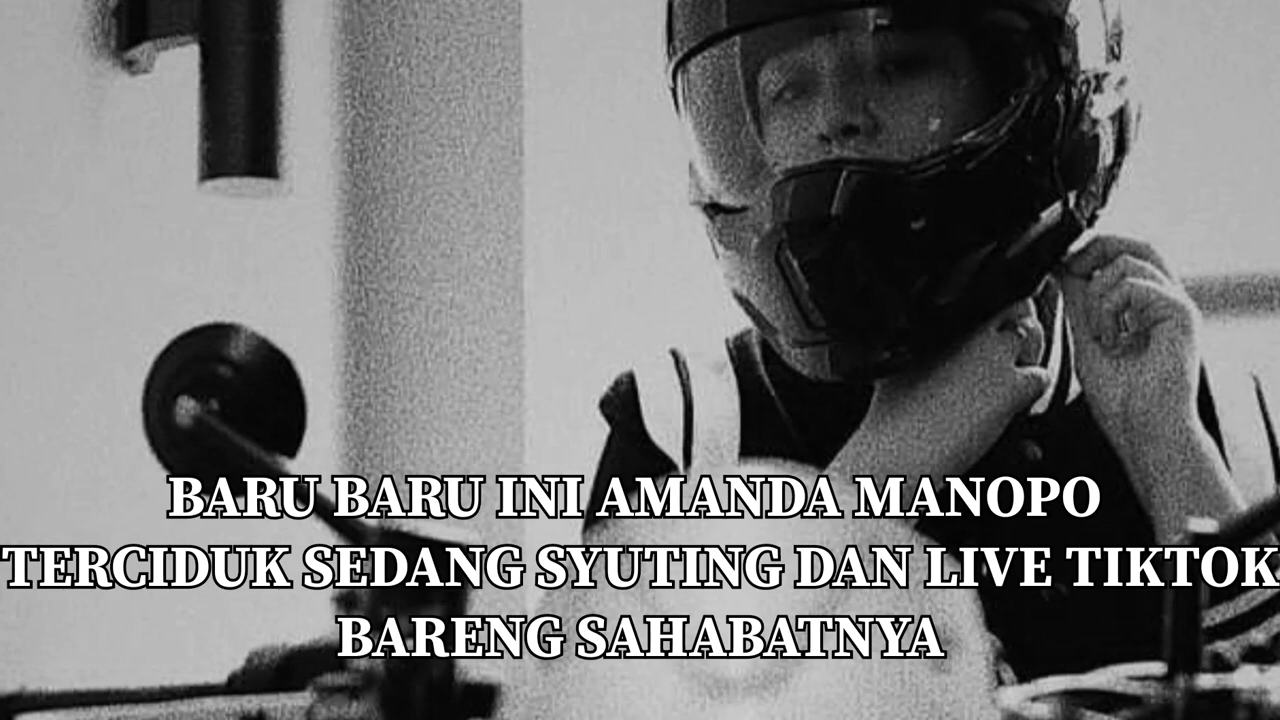 BARU BARU INI AMANDA MANOPO
TERCIDUK SEDANG SYUTING DAN LIVE TIKTOK
BARENG SAHABATNYA